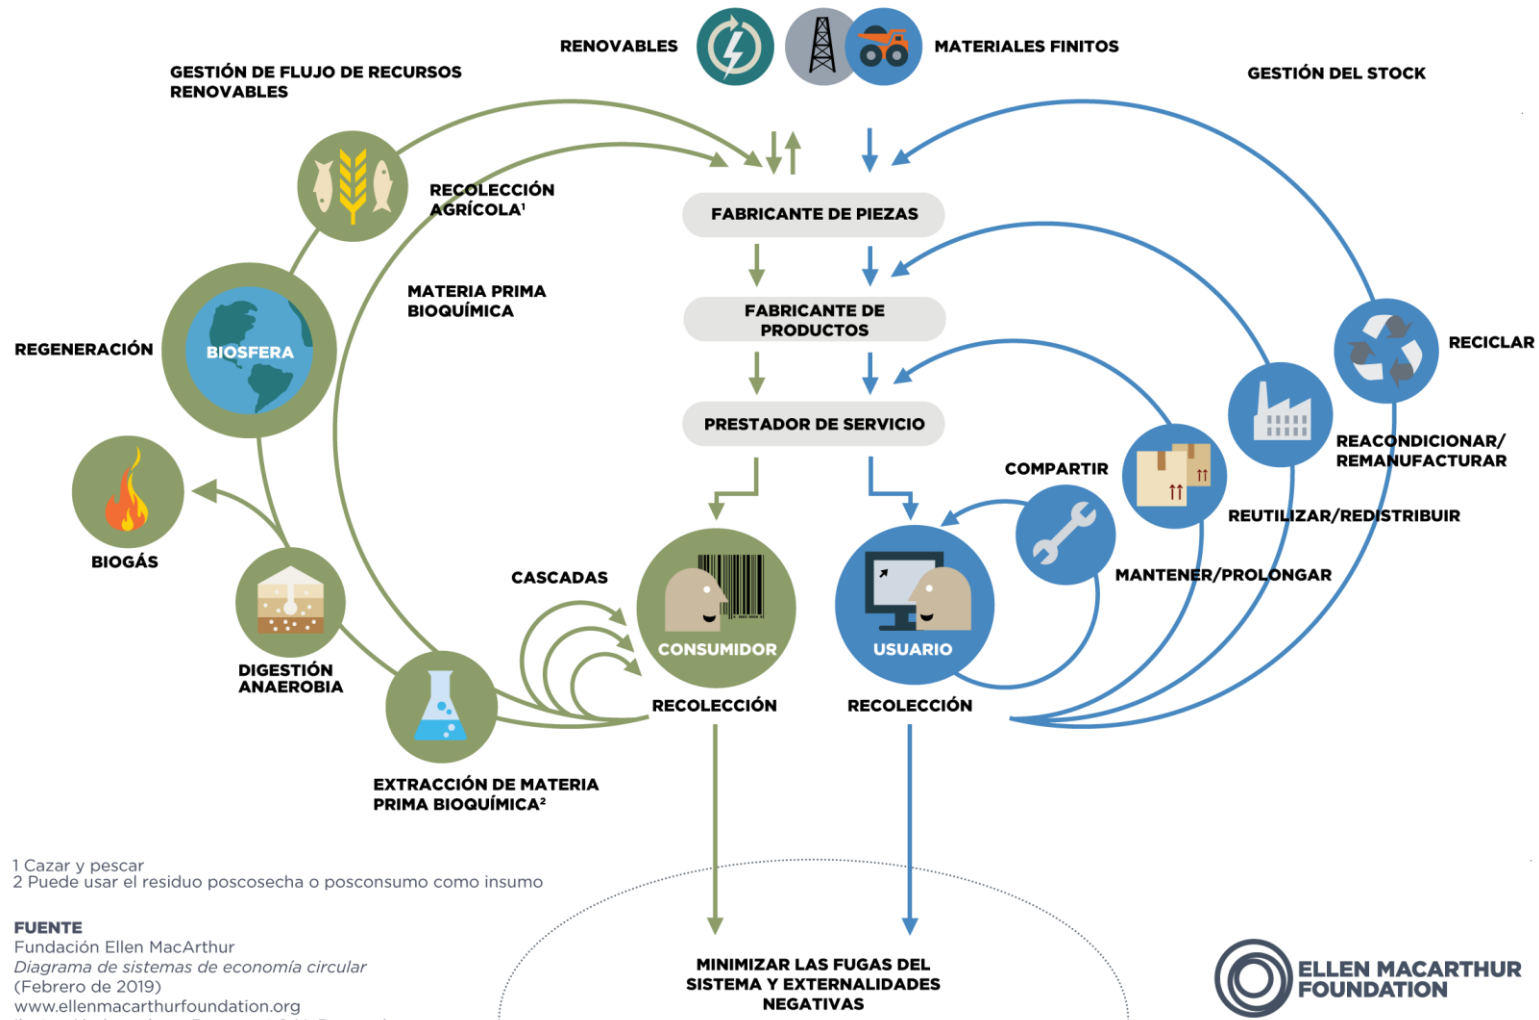 RENOVABLES
MATERIALES FINITOS
GESTIÓN DE FLUJO DE RECURSOS
RENOVABLES
GESTIÓN DEL STOCK
RECOLECCIÓN
AGRÍCOLA¹
FABRICANTE DE PIEZAS
MATERIA PRIMA
BIOQUÍMICA
FABRICANTE DE
PRODUCTOS
REGENERACIÓN
BIOSFERA
RECICLAR
PRESTADOR DE SERVICIO
REACONDICIONAR/
REMANUFACTURAR
COMPARTIR
REUTILIZAR/REDISTRIBUIR
BIOGÁS
CASCADAS
MANTENER/PROLONGAR
CONSUMIDOR
USUARIO
DIGESTIÓN
ANAEROBIA
RECOLECCIÓN
RECOLECCIÓN
EXTRACCIÓN DE MATERIA
PRIMA BIOQUÍMICA²
1 Cazar y pescar
2 Puede usar el residuo poscosecha o posconsumo como insumo
FUENTE
Fundación Ellen MacArthur
Diagrama de sistemas de economía circular
(Febrero de 2019)
www.ellenmacarthurfoundation.org
MINIMIZAR LAS FUGAS DEL
SISTEMA Y EXTERNALIDADES
NEGATIVAS
ELLEN MACARTHUR
FOUNDATION